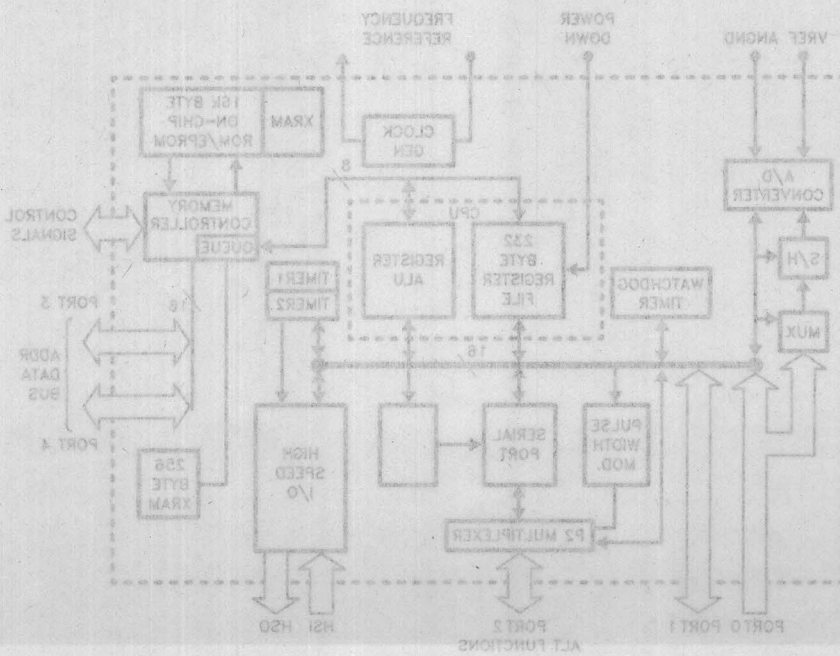 VREF ANGND
POWER
DOWN
FREQUENCY
REFERENCE
A/D
CONVERTER
S/H
MUX
WATCHDOG
TIMER
CPU
232
BYTE
REGISTER
FILE
REGISTER
ALU
CLOCK
GEN
8
XRAM
16K BYTE
ON-CHIP
ROM/EPROM
MEMORY
CONTROLLER
QUEUE
CONTROL
SIGNALS
TIMER1
TIMER2
16
16
PORT 3
ADDR
DATA
BUS
PORT 4
PULSE
WIDTH
MOD.
SERIAL
PORT
HIGH
SPEED
I/O
256
BYTE
XRAM
P2 MULTIPLEXER
PORT 0
PORT 1
PORT 2
ALT FUNCTIONS
HSI
HSO